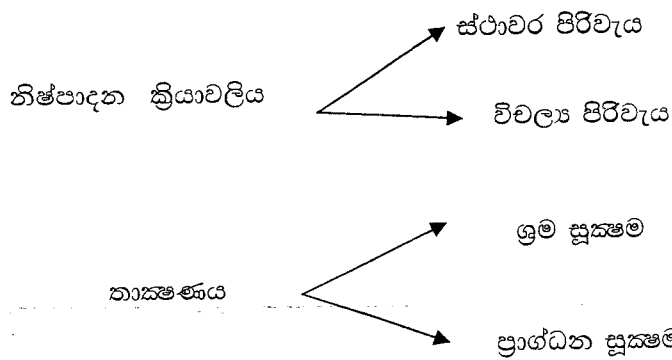 ස්ථාවර පිරිවැය
නිෂ්පාදන ක්‍රියාවලිය
විචල්‍ය පිරිවැය
ශ්‍රම සූක්ෂම
තාක්ෂණය
ප්‍රාග්ධන සූක්ෂම